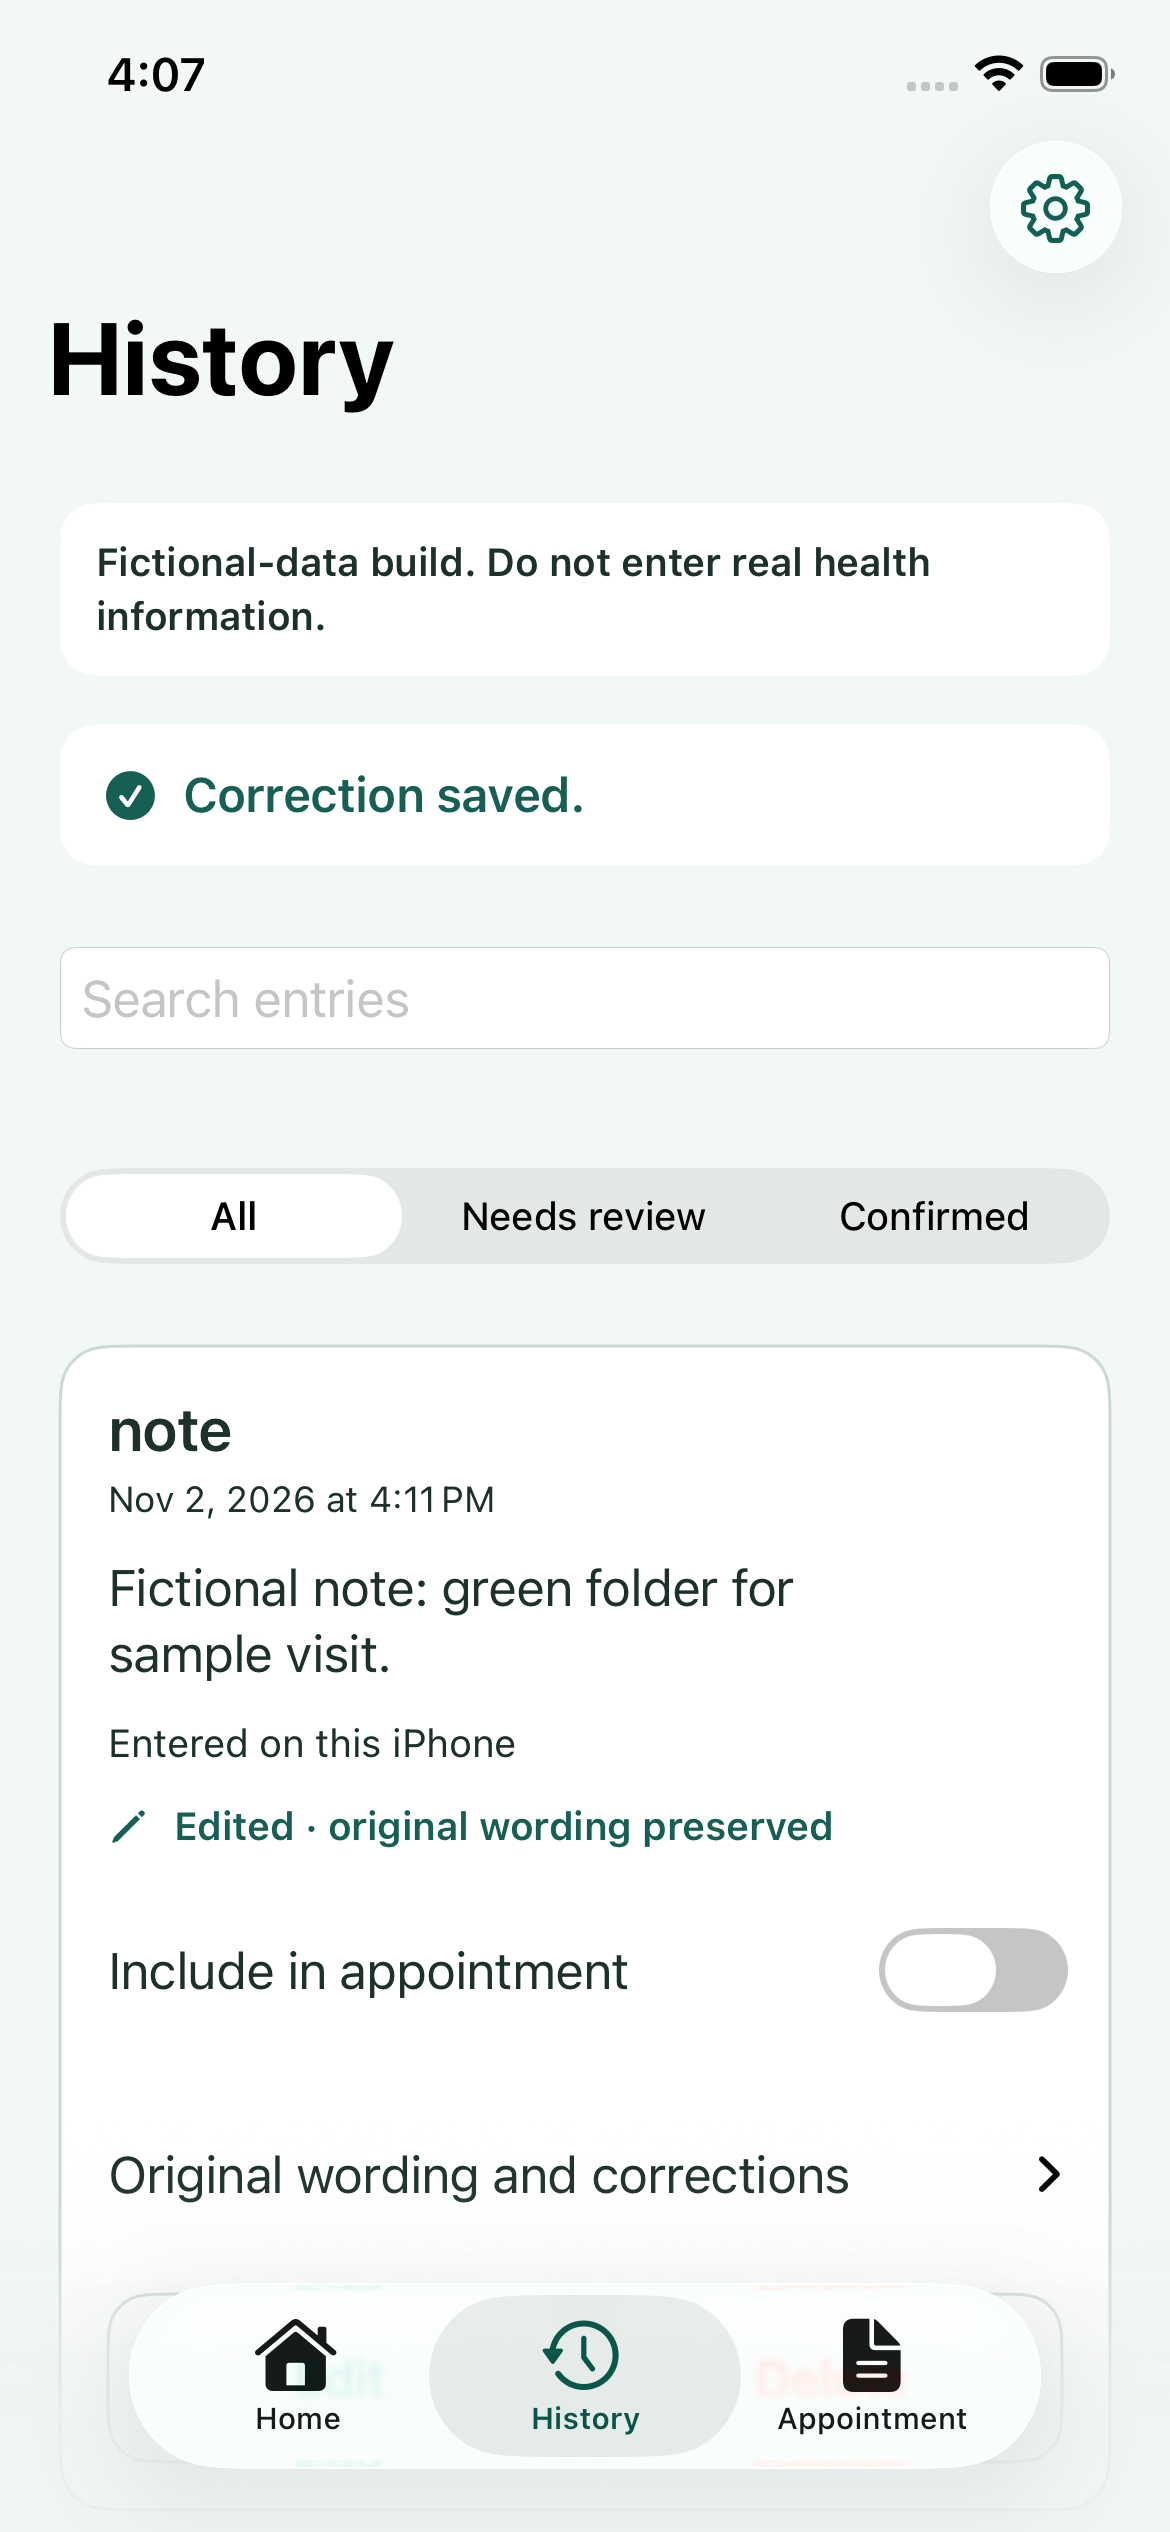 4:07
History
Fictional-data build. Do not enter real health
information.
Correction saved.
Search entries
All
Needs review
Confirmed
note
Nov 2, 2026 at 4:11 PM
Fictional note: green folder for
sample visit.
Entered on this iPhone
Edited · original wording preserved
Include in appointment
Original wording and corrections
Edit
Delete
Home
History
Appointment